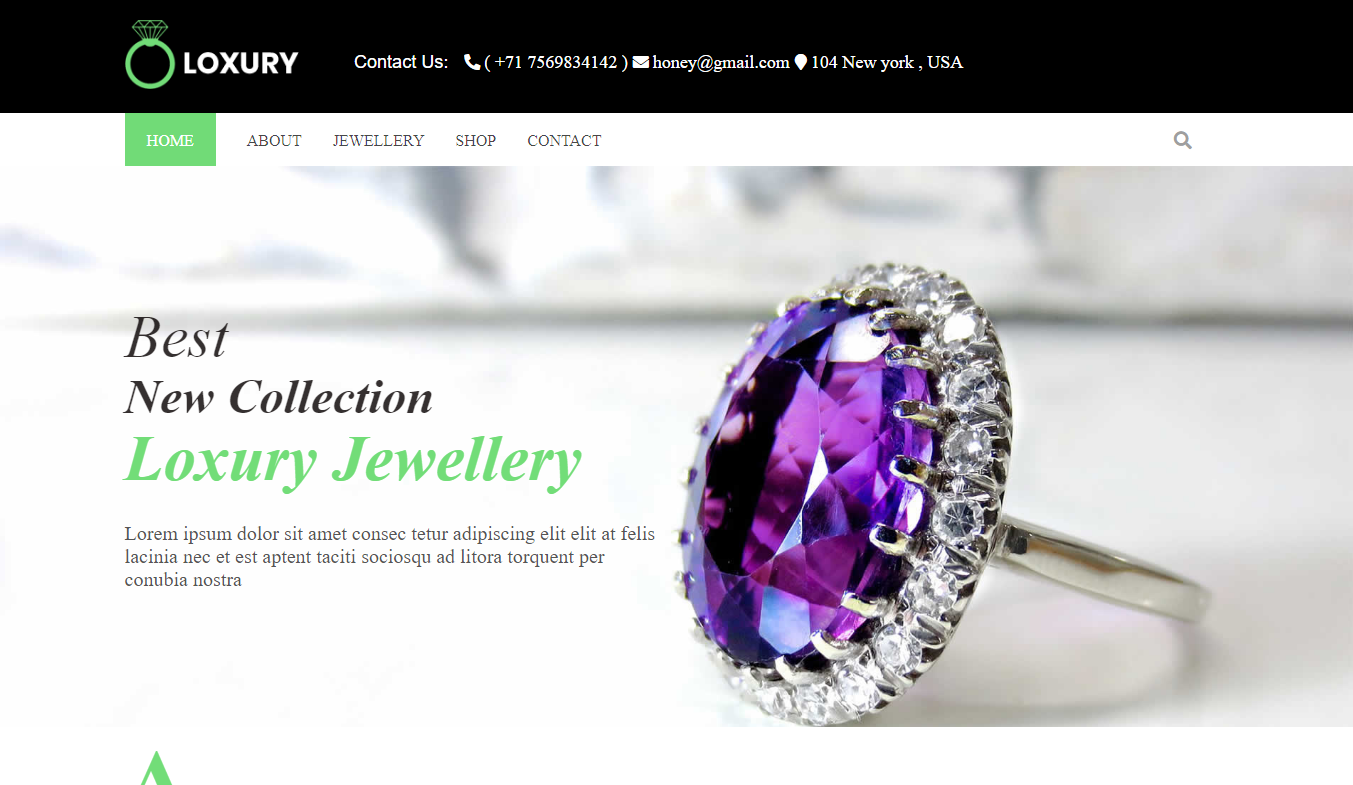 LOXURY
Contact Us: ( +71 7569834142 ) honey@gmail.com 104 New york , USA
HOME ABOUT JEWELLERY SHOP CONTACT
Best
New Collection
Loxury Jewellery
Lorem ipsum dolor sit amet consec tetur adipiscing elit elit at felis
lacinia nec et est aptent taciti sociosqu ad litora torquent per
conubia nostra